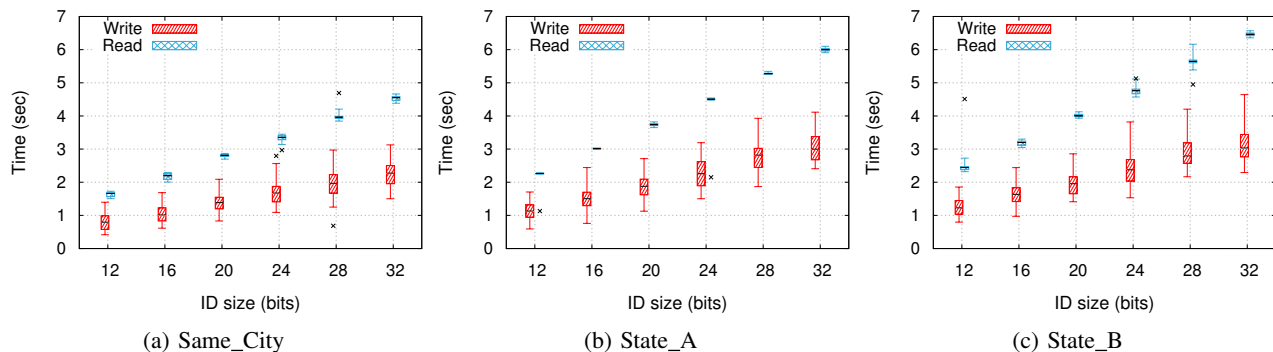 7
6
5
4
3
2
1
0
Time (sec)
Write
Read
12 16 20 24 28 32
ID size (bits)
(a) Same_City
7
6
5
4
3
2
1
0
Time (sec)
Write
Read
12 16 20 24 28 32
ID size (bits)
(b) State_A
7
6
5
4
3
2
1
0
Time (sec)
Write
Read
12 16 20 24 28 32
ID size (bits)
(c) State_B